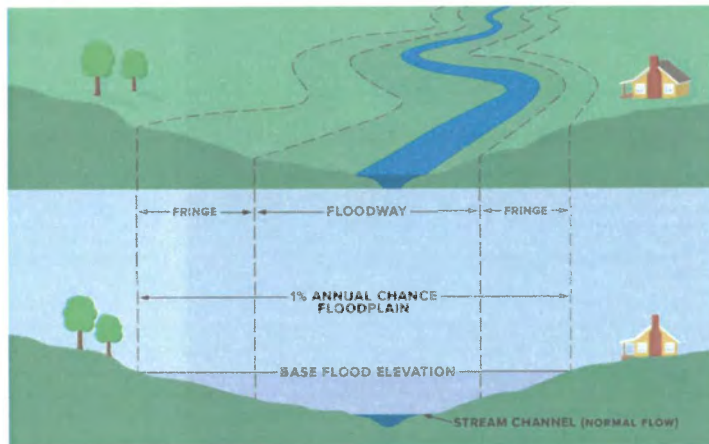 FRINGE
FLOODWAY
FRINGE
1% ANNUAL CHANCE
FLOODPLAIN
BASE FLOOD ELEVATION
STREAM CHANNEL (NORMAL FLOW)